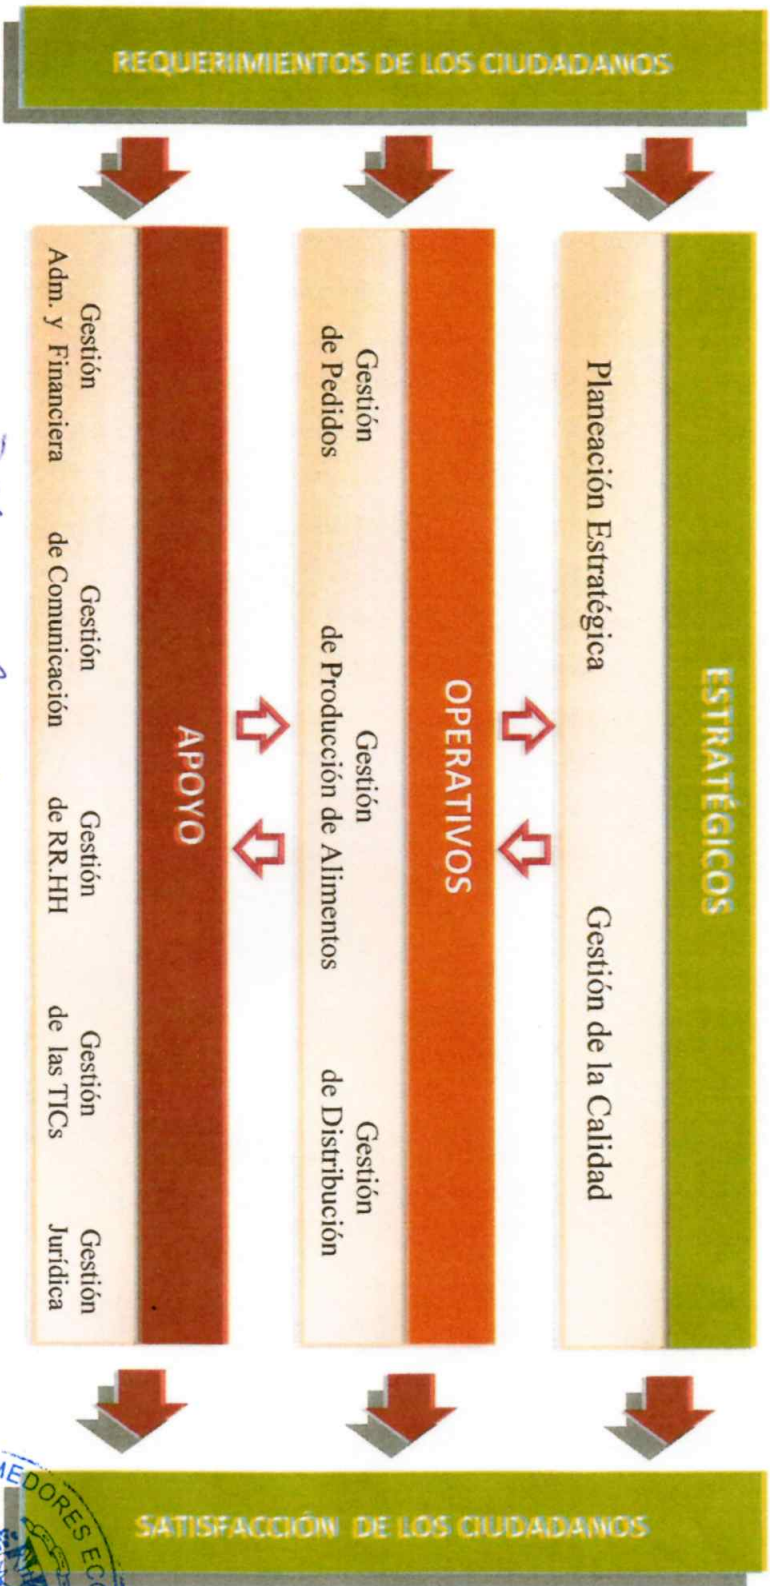 REQUERIMIENTOS DE LOS CIUDADANOS
ESTRATÉGICOS
Planeación Estratégica
Gestión de la Calidad
OPERATIVOS
Gestión
de Pedidos
Gestión
de Producción de Alimentos
Gestión
de Distribución
APOYO
Gestión
Adm. y Financiera
Gestión
de Comunicación
Gestión
de RR.HH
Gestión
de las TICs
Gestión
Jurídica
SATISFACCIÓN DE LOS CIUDADANOS